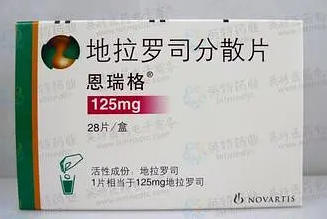 地拉罗司分散片
恩瑞格®
125mg
28片/盒
活性成份：地拉罗司
1片相当于125mg地拉罗司
NOVARTIS